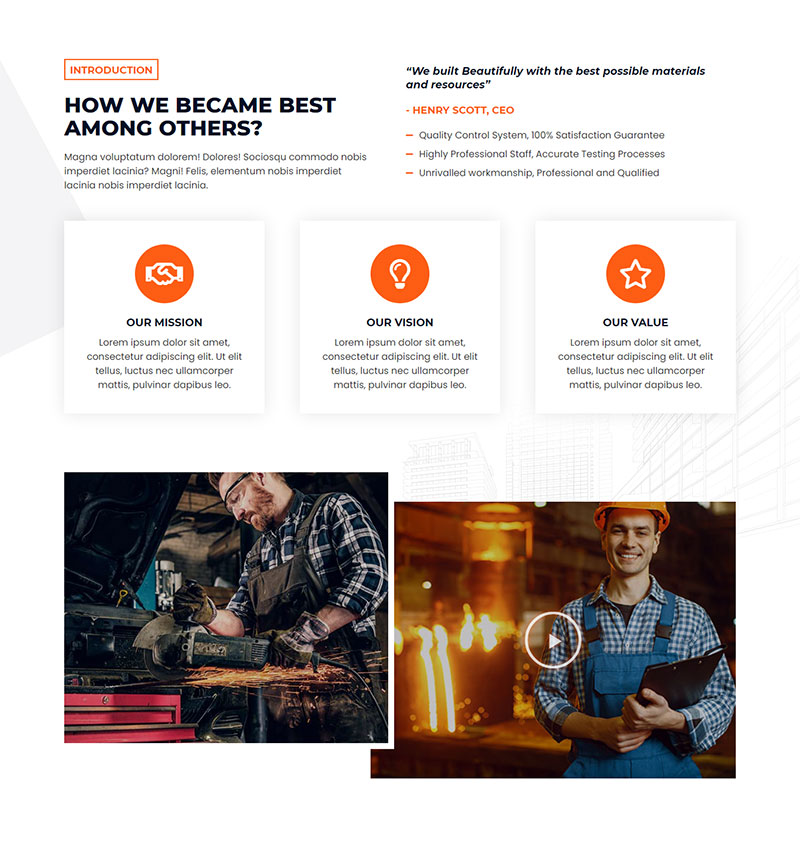 INTRODUCTION
HOW WE BECAME BEST
AMONG OTHERS?
Magna voluptatum dolorem! Dolores! Sociosqu commodo nobis
imperdiet lacinia? Magni! Felis, elementum nobis imperdiet
lacinia nobis imperdiet lacinia.
“We built Beautifully with the best possible materials
and resources”
- HENRY SCOTT, CEO
Quality Control System, 100% Satisfaction Guarantee
Highly Professional Staff, Accurate Testing Processes
Unrivalled workmanship, Professional and Qualified
OUR MISSION
Lorem ipsum dolor sit amet,
consectetur adipiscing elit. Ut elit
tellus, luctus nec ullamcorper
mattis, pulvinar dapibus leo.
OUR VISION
Lorem ipsum dolor sit amet,
consectetur adipiscing elit. Ut elit
tellus, luctus nec ullamcorper
mattis, pulvinar dapibus leo.
OUR VALUE
Lorem ipsum dolor sit amet,
consectetur adipiscing elit. Ut elit
tellus, luctus nec ullamcorper
mattis, pulvinar dapibus leo.